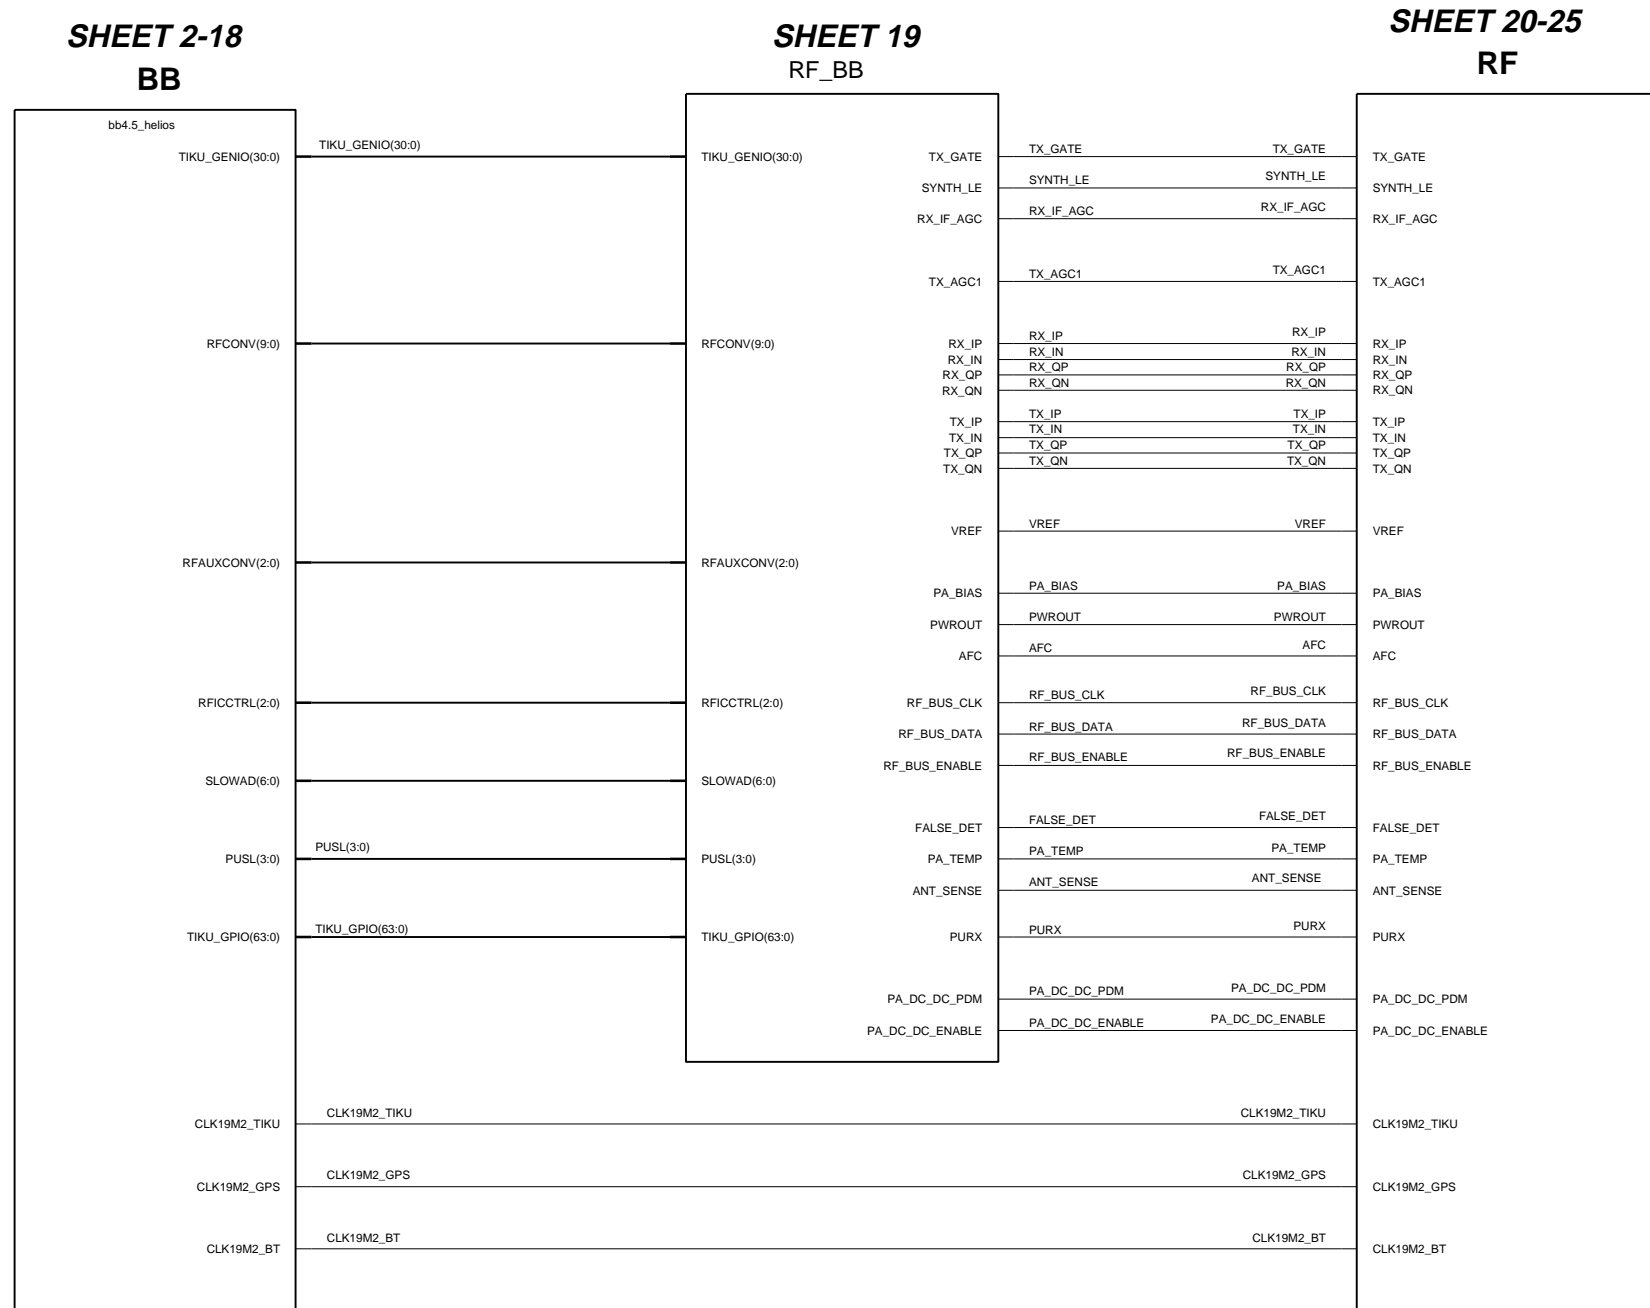 SHEET 2-18
BB
SHEET 19
RF_BB
SHEET 20-25
RF
bb4.5_helios
TIKU_GENIO(30:0)
TIKU_GENIO(30:0)
TIKU_GENIO(30:0)
TX_GATE
TX_GATE
TX_GATE
TX_GATE
SYNTH_LE
SYNTH_LE
SYNTH_LE
SYNTH_LE
RX_IF_AGC
RX_IF_AGC
RX_IF_AGC
RX_IF_AGC
TX_AGC1
TX_AGC1
TX_AGC1
TX_AGC1
RFCONV(9:0)
RFCONV(9:0)
RX_IP
RX_IP
RX_IP
RX_IP
RX_IN
RX_IN
RX_IN
RX_IN
RX_QP
RX_QP
RX_QP
RX_QP
RX_QN
RX_QN
RX_QN
RX_QN
TX_IP
TX_IP
TX_IP
TX_IP
TX_IN
TX_IN
TX_IN
TX_IN
TX_QP
TX_QP
TX_QP
TX_QP
TX_QN
TX_QN
TX_QN
TX_QN
VREF
VREF
VREF
VREF
RFAUXCONV(2:0)
RFAUXCONV(2:0)
PA_BIAS
PA_BIAS
PA_BIAS
PA_BIAS
PWROUT
PWROUT
PWROUT
PWROUT
AFC
AFC
AFC
AFC
RFICCTRL(2:0)
RFICCTRL(2:0)
RF_BUS_CLK
RF_BUS_CLK
RF_BUS_CLK
RF_BUS_CLK
RF_BUS_DATA
RF_BUS_DATA
RF_BUS_DATA
RF_BUS_DATA
RF_BUS_ENABLE
RF_BUS_ENABLE
RF_BUS_ENABLE
RF_BUS_ENABLE
SLOWAD(6:0)
SLOWAD(6:0)
FALSE_DET
FALSE_DET
FALSE_DET
FALSE_DET
PUSL(3:0)
PUSL(3:0)
PUSL(3:0)
PA_TEMP
PA_TEMP
PA_TEMP
PA_TEMP
ANT_SENSE
ANT_SENSE
ANT_SENSE
ANT_SENSE
TIKU_GPIO(63:0)
TIKU_GPIO(63:0)
TIKU_GPIO(63:0)
PURX
PURX
PURX
PURX
PA_DC_DC_PDM
PA_DC_DC_PDM
PA_DC_DC_PDM
PA_DC_DC_PDM
PA_DC_DC_ENABLE
PA_DC_DC_ENABLE
PA_DC_DC_ENABLE
PA_DC_DC_ENABLE
CLK19M2_TIKU
CLK19M2_TIKU
CLK19M2_TIKU
CLK19M2_TIKU
CLK19M2_GPS
CLK19M2_GPS
CLK19M2_GPS
CLK19M2_GPS
CLK19M2_BT
CLK19M2_BT
CLK19M2_BT
CLK19M2_BT